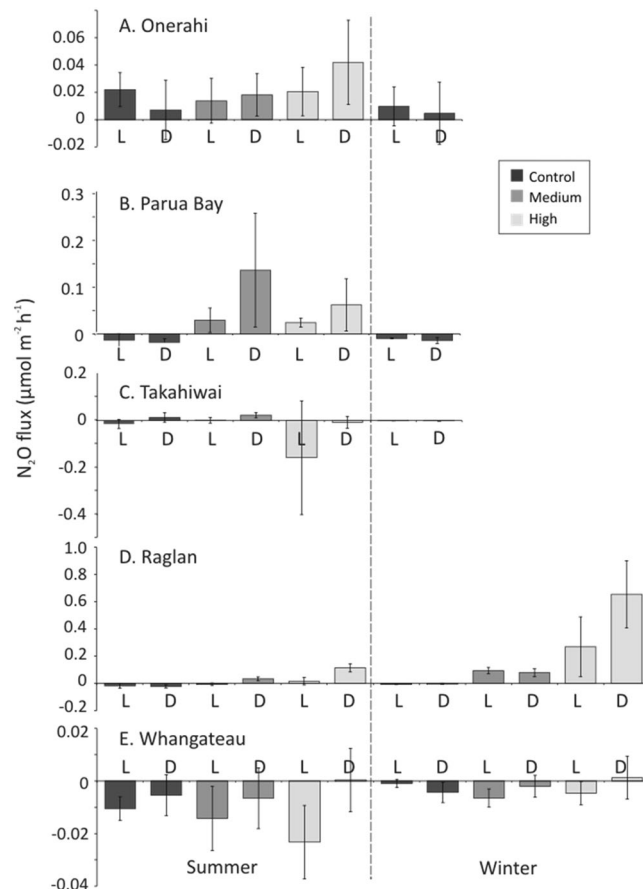 A. Onerahi
0.06
0.04
0.02
0
-0.02
L D L D L D L D
Control
Medium
High
B. Parua Bay
0.3
0.2
0.1
0
L D L D L D L D
C. Takahiwai
0.2
0
-0.2
-0.4
L D L D L D L D
N₂O flux (µmol m⁻² h⁻¹)
D. Raglan
1.0
0.8
0.6
0.4
0.2
0
-0.2
L D L D L D L D L D L D
E. Whangateau
0.02
0
-0.02
-0.04
L D L D L D L D L D L D
Summer
Winter